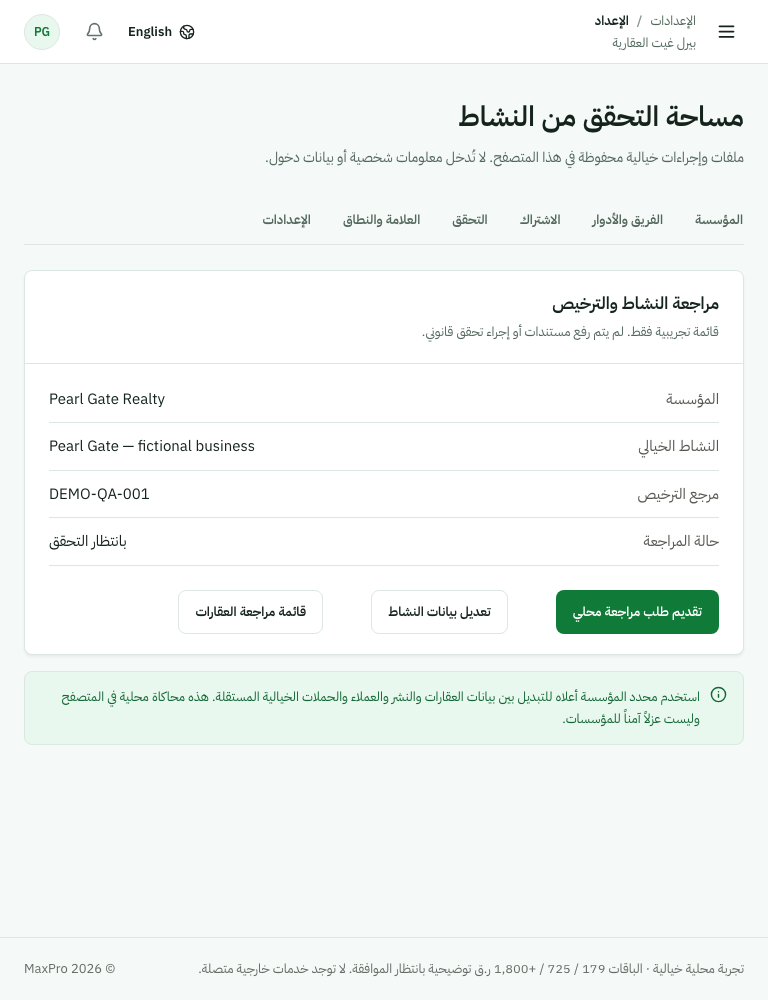 الإعدادات / الإعداد
بيرل غيت العقارية
English
PG
مساحة التحقق من النشاط
ملفات وإجراءات خيالية محفوظة في هذا المتصفح. لا تُدخل معلومات شخصية أو بيانات دخول.
المؤسسة
الفريق والأدوار
الاشتراك
التحقق
العلامة والنطاق
الإعدادات
مراجعة النشاط والترخيص
قائمة تجريبية فقط. لم يتم رفع مستندات أو إجراء تحقق قانوني.
المؤسسة Pearl Gate Realty
النشاط الخيالي Pearl Gate — fictional business
مرجع الترخيص DEMO-QA-001
حالة المراجعة بانتظار التحقق
تقديم طلب مراجعة محلي
تعديل بيانات النشاط
قائمة مراجعة العقارات
استخدم محدد المؤسسة أعلاه للتبديل بين بيانات العقارات والنشر والعملاء والحملات الخيالية المستقلة. هذه محاكاة محلية في المتصفح
وليست عزلاً آمناً للمؤسسات.
تجربة محلية خيالية · الباقات 179 / 725 / 1,800+ ر.ق توضيحية بانتظار الموافقة. لا توجد خدمات خارجية متصلة.
© 2026 MaxPro